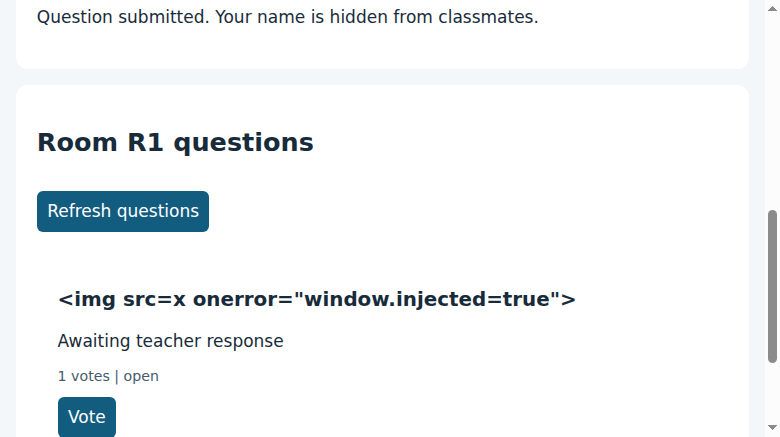 Question submitted. Your name is hidden from classmates.
Room R1 questions
Refresh questions
<img src=x onerror="window.injected=true">
Awaiting teacher response
1 votes | open
Vote